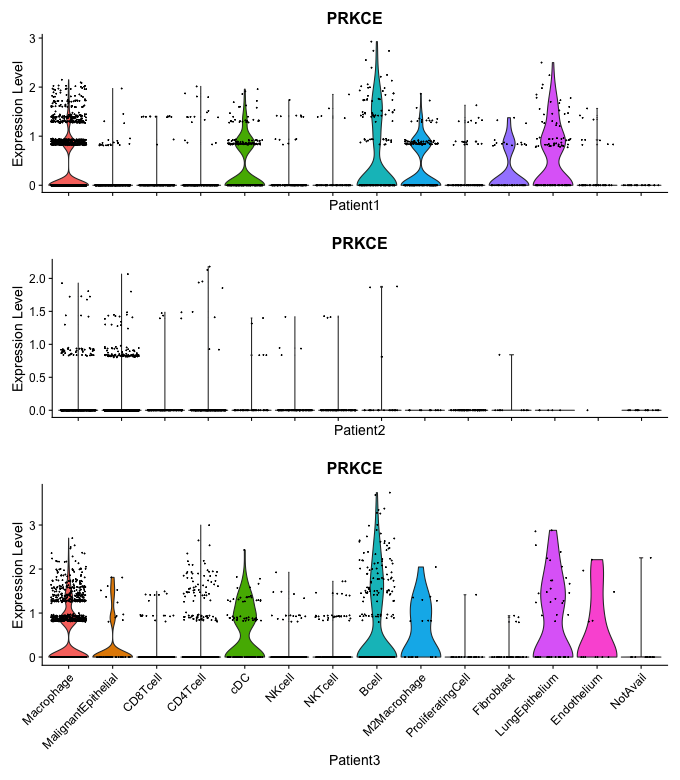 PRKCE
Expression Level
3
2
1
0
Patient1
PRKCE
Expression Level
2.0
1.5
1.0
0.5
0.0
Patient2
PRKCE
Expression Level
3
2
1
0
Macrophage
MalignantEpithelial
CD8Tcell
CD4Tcell
cDC
NKcell
NKTcell
Bcell
M2Macrophage
ProliferatingCell
Fibroblast
LungEpithelium
Endothelium
NotAvail
Patient3